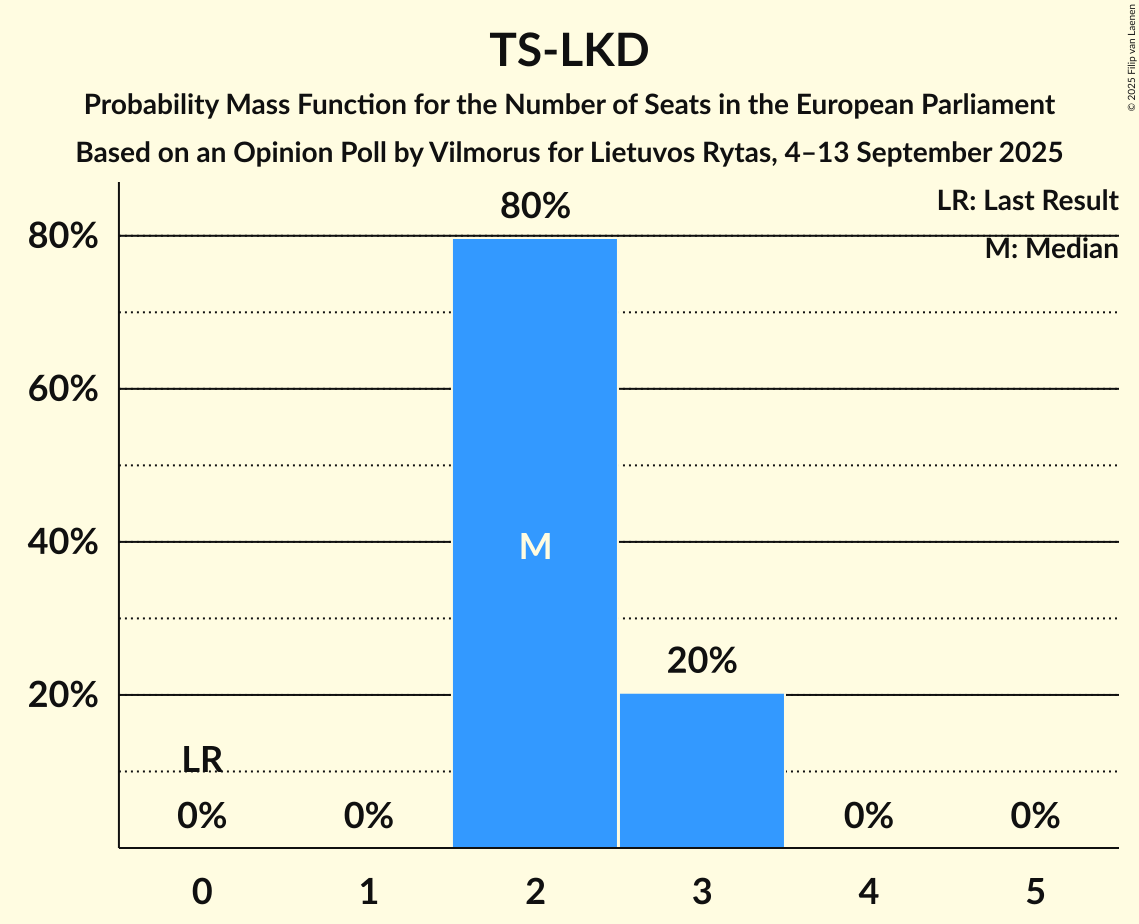 TS-LKD
Probability Mass Function for the Number of Seats in the European Parliament
Based on an Opinion Poll by Vilmorus for Lietuvos Rytas, 4–13 September 2025
© 2025 Filip van Laenen
LR: Last Result
M: Median
80%
80%
60%
40%
M
20%
20%
LR
0%
0%
0%
0%
0
1
2
3
4
5